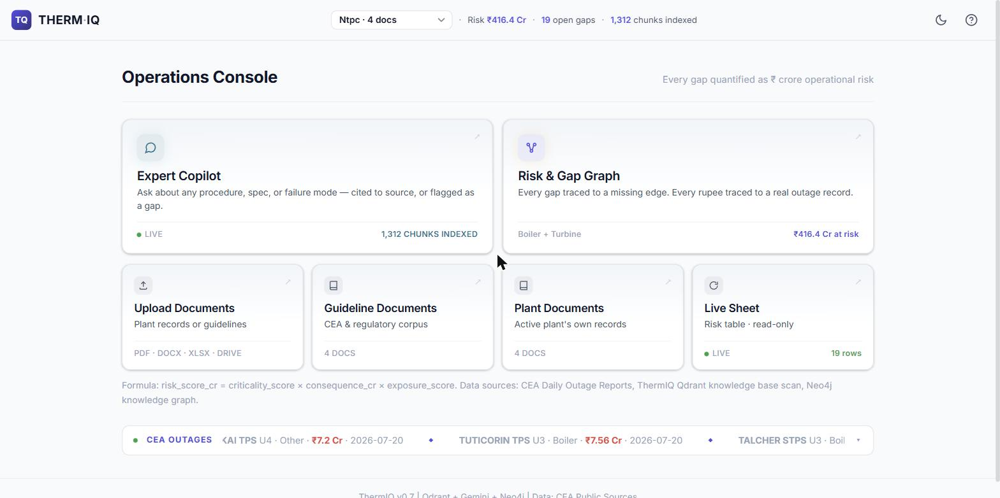 TQ THERM·IQ
Ntpc · 4 docs · Risk ₹416.4 Cr · 19 open gaps · 1,312 chunks indexed
Operations Console
Every gap quantified as ₹ crore operational risk
Expert Copilot
Ask about any procedure, spec, or failure mode — cited to source, or flagged as
a gap.
LIVE
1,312 CHUNKS INDEXED
Risk & Gap Graph
Every gap traced to a missing edge. Every rupee traced to a real outage record.
Boiler + Turbine
₹416.4 Cr at risk
Upload Documents
Plant records or guidelines
PDF · DOCX · XLSX · DRIVE
Guideline Documents
CEA & regulatory corpus
4 DOCS
Plant Documents
Active plant's own records
4 DOCS
Live Sheet
Risk table · read-only
LIVE
19 rows
Formula: risk_score_cr = criticality_score × consequence_cr × exposure_score. Data sources: CEA Daily Outage Reports, ThermIQ Qdrant knowledge base scan, Neo4j
knowledge graph.
CEA OUTAGES KAI TPS U4 · Other · ₹7.2 Cr · 2026-07-20 ◆ TUTICORIN TPS U3 · Boiler · ₹7.56 Cr · 2026-07-20 ◆ TALCHER STPS U3 · Boil
ThermIQ v0.7 | Qdrant + Gemini + Neo4j | Data: CEA Public Sources